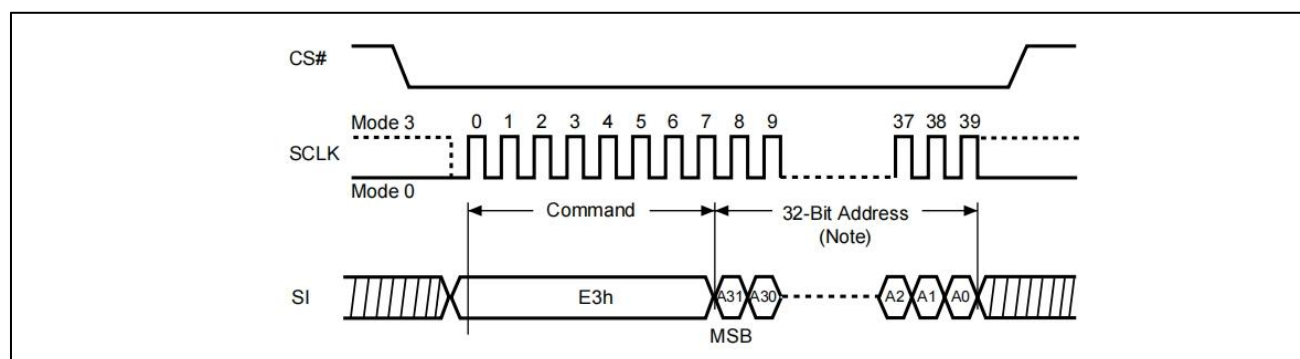 CS#
Mode 3
0 1 2 3 4 5 6 7 8 9 37 38 39
SCLK
Mode 0
Command
32-Bit Address
(Note)
SI
E3h
A31 A30 A2 A1 A0
MSB